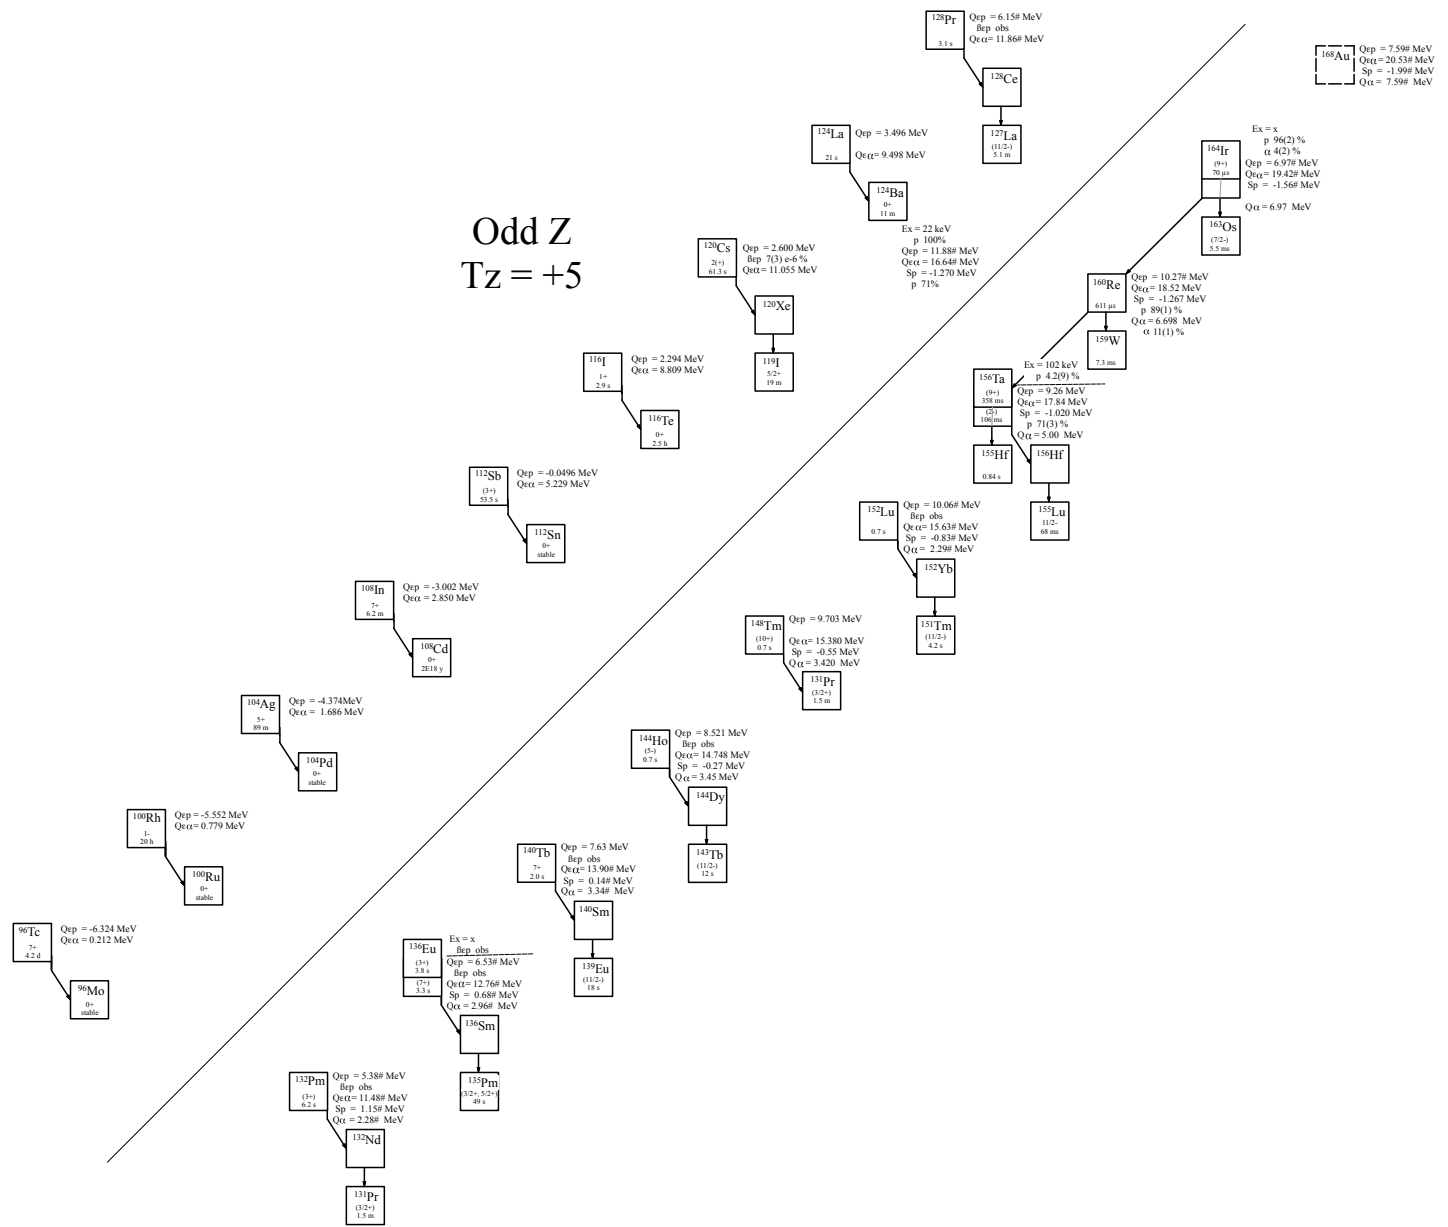 Odd Z
Tz = +5
128Pr
3.1 s
Qεp = 6.15# MeV
βεp obs
Qεα= 11.86# MeV
128Ce
127La
(11/2-)
5.1 m
168Au
Qεp = 7.59# MeV
Qεα= 20.53# MeV
Sp = -1.99# MeV
Qα = 7.59# MeV
124La
21 s
Qεp = 3.496 MeV
Qεα= 9.498 MeV
124Ba
0+
11 m
Ex = x
p 96(2) %
α 4(2) %
164Ir
(9+)
70 μs
Qεp = 6.97# MeV
Qεα= 19.42# MeV
Sp = -1.56# MeV
Qα = 6.97 MeV
163Os
(7/2-)
5.5 ms
Ex = 22 keV
p 100%
Qεp = 11.88# MeV
Qεα= 16.64# MeV
Sp = -1.270 MeV
p 71%
120Cs
2(+)
61.3 s
Qεp = 2.600 MeV
βεp 7(3) e-6 %
Qεα= 11.055 MeV
120Xe
119I
5/2+
19 m
160Re
611 μs
Qεp = 10.27# MeV
Qεα= 18.52 MeV
Sp = -1.267 MeV
p 89(1) %
Qα = 6.698 MeV
α 11(1) %
159W
7.3 ms
116I
1+
2.9 s
Qεp = 2.294 MeV
Qεα= 8.809 MeV
116Te
0+
2.5 h
Ex = 102 keV
p 4.2(9) %
156Ta
(9+)
358 ms
(2-)
106 ms
Qεp = 9.26 MeV
Qεα= 17.84 MeV
Sp = -1.020 MeV
p 71(3) %
Qα = 5.00 MeV
155Hf
0.84 s
156Hf
155Lu
11/2-
68 ms
112Sb
(3+)
53.5 s
Qεp = -0.0496 MeV
Qεα= 5.229 MeV
112Sn
0+
stable
152Lu
0.7 s
Qεp = 10.06# MeV
βεp obs
Qεα= 15.63# MeV
Sp = -0.83# MeV
Qα = 2.29# MeV
152Yb
151Tm
(11/2-)
4.2 s
108In
7+
6.2 m
Qεp = -3.002 MeV
Qεα= 2.850 MeV
108Cd
0+
2E18 y
148Tm
(10+)
0.7 s
Qεp = 9.703 MeV
Qεα= 15.380 MeV
Sp = -0.55 MeV
Qα = 3.420 MeV
131Pr
(3/2+)
1.5 m
104Ag
5+
89 m
Qεp = -4.374MeV
Qεα = 1.686 MeV
104Pd
0+
stable
144Ho
(5-)
0.7 s
Qεp = 8.521 MeV
βεp obs
Qεα= 14.748 MeV
Sp = -0.27 MeV
Qα = 3.45 MeV
144Dy
143Tb
(11/2-)
12 s
100Rh
1-
20 h
Qεp = -5.552 MeV
Qεα= 0.779 MeV
100Ru
0+
stable
140Tb
7+
2.0 s
Qεp = 7.63 MeV
βεp obs
Qεα= 13.90# MeV
Sp = 0.14# MeV
Qα = 3.34# MeV
140Sm
139Eu
(11/2-)
18 s
96Tc
7+
4.2 d
Qεp = -6.324 MeV
Qεα= 0.212 MeV
96Mo
0+
stable
136Eu
(3+)
3.8 s
(7+)
3.3 s
Ex = x
βεp obs
Qεp = 6.53# MeV
βεp obs
Qεα= 12.76# MeV
Sp = 0.68# MeV
Qα = 2.96# MeV
136Sm
135Pm
(3/2+, 5/2+)
49 s
132Pm
(3+)
6.2 s
Qεp = 5.38# MeV
βεp obs
Qεα= 11.48# MeV
Sp = 1.15# MeV
Qα = 2.28# MeV
132Nd
131Pr
(3/2+)
1.5 m